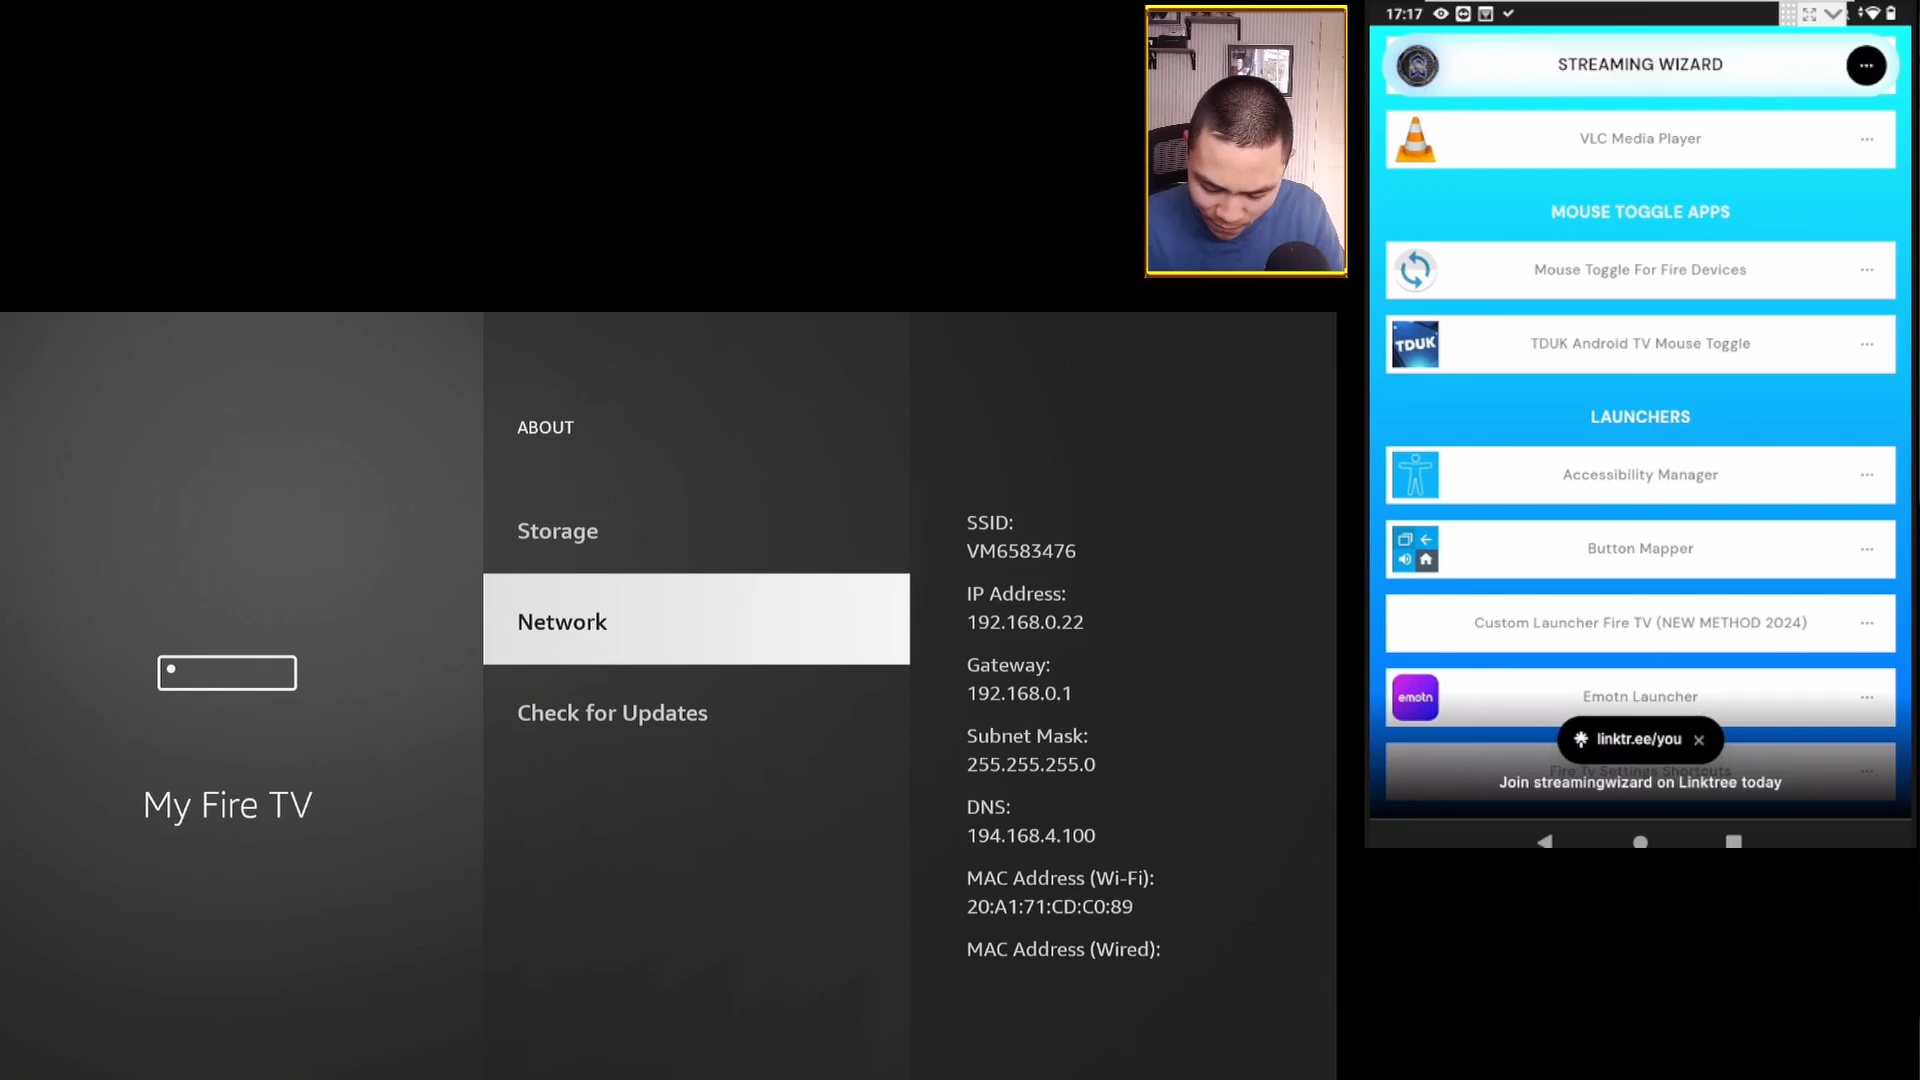 My Fire TV
ABOUT
Storage
Network
Check for Updates
SSID:
VM6583476
IP Address:
192.168.0.22
Gateway:
192.168.0.1
Subnet Mask:
255.255.255.0
DNS:
194.168.4.100
MAC Address (Wi-Fi):
20:A1:71:CD:C0:89
MAC Address (Wired):
17:17
STREAMING WIZARD
VLC Media Player
MOUSE TOGGLE APPS
Mouse Toggle For Fire Devices
TDUK
TDUK Android TV Mouse Toggle
LAUNCHERS
Accessibility Manager
Button Mapper
Custom Launcher Fire TV (NEW METHOD 2024)
emotn
Emotn Launcher
linktr.ee/you
Fire Tv Settings Shortcuts
Join streamingwizard on Linktree today